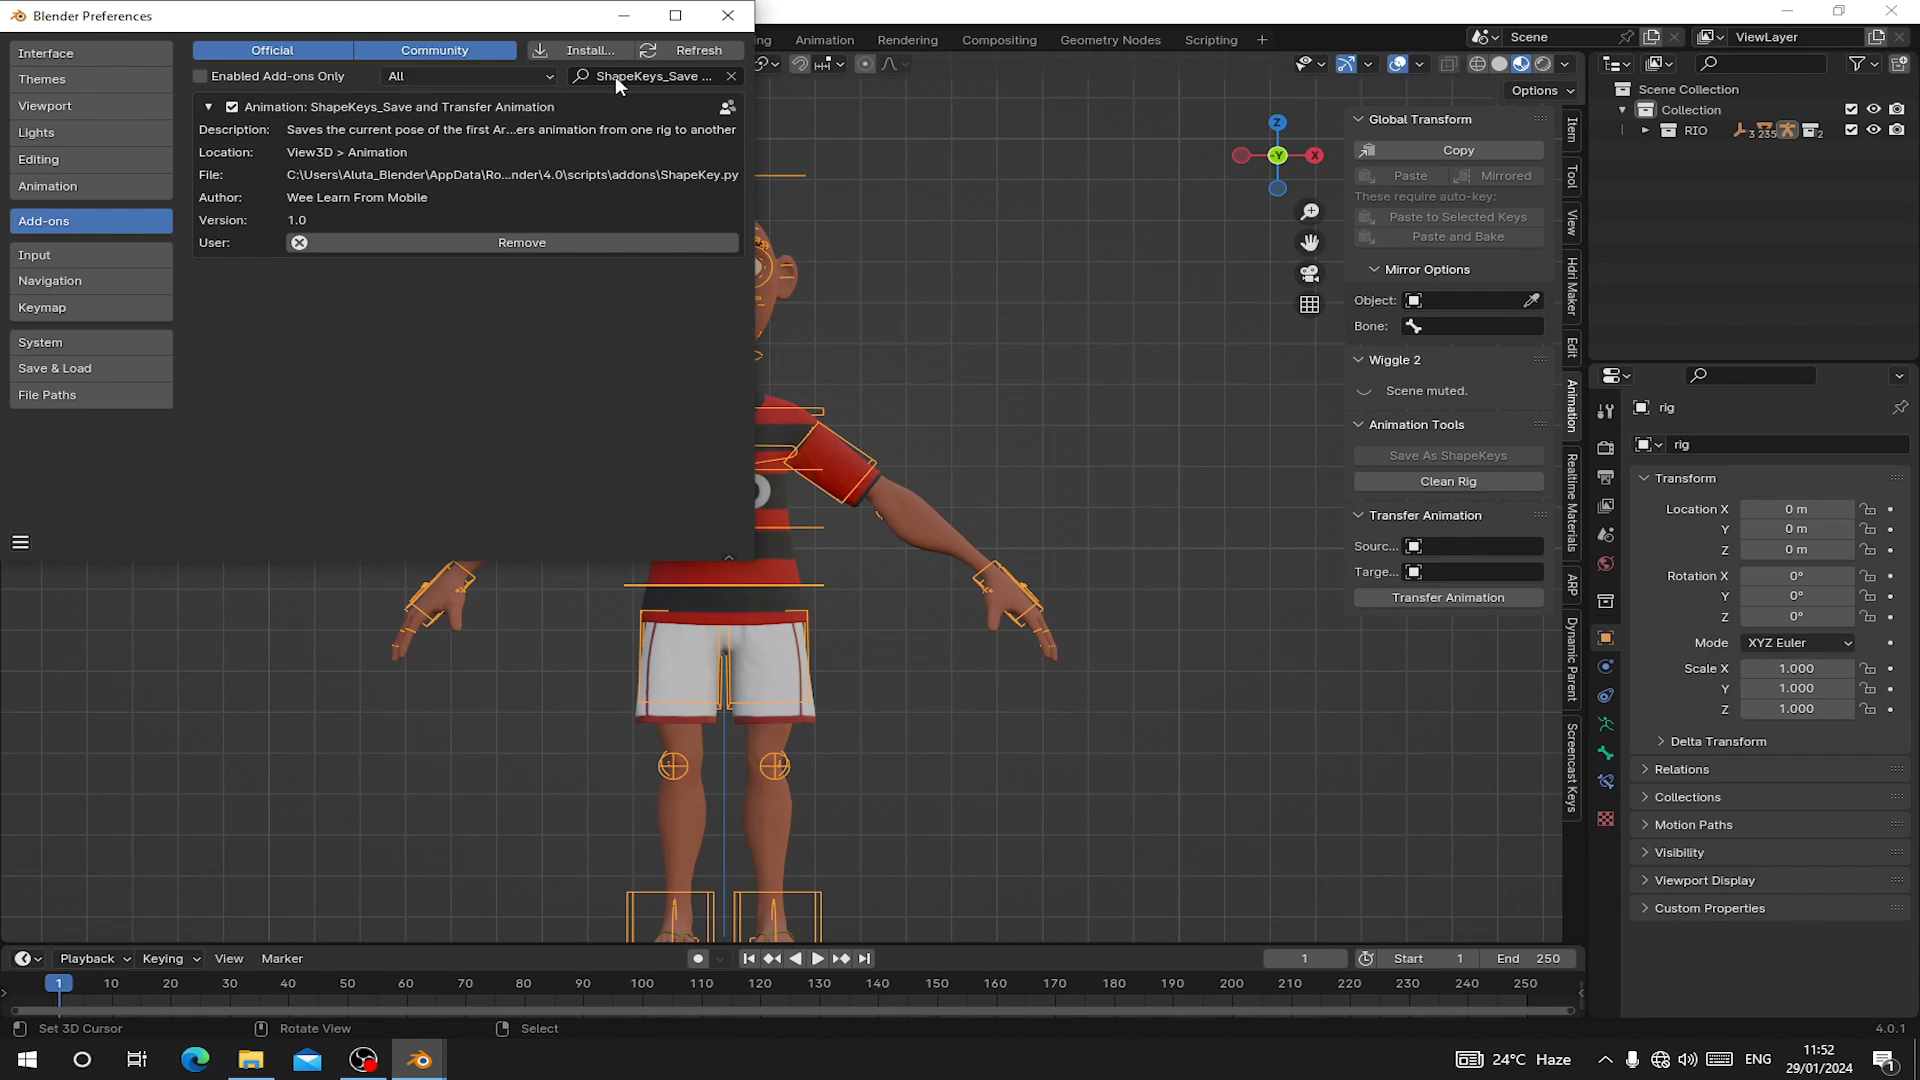 Blender Preferences
Interface
Themes
Viewport
Lights
Editing
Animation
Add-ons
Input
Navigation
Keymap
System
Save & Load
File Paths
Official
Community
Install...
Refresh
Enabled Add-ons Only
All
ShapeKeys_Save ...
Animation: ShapeKeys_Save and Transfer Animation
Description: Saves the current pose of the first Ar...ers animation from one rig to another
Location: View3D > Animation
File: C:\Users\Aluta_Blender\AppData\Ro...nder\4.0\scripts\addons\ShapeKey.py
Author: Wee Learn From Mobile
Version: 1.0
User: Remove
ng Animation Rendering Compositing Geometry Nodes Scripting
Scene
ViewLayer
Options
Z
Y
X
Global Transform
Copy
Paste Mirrored
These require auto-key:
Paste to Selected Keys
Paste and Bake
Mirror Options
Object:
Bone:
Wiggle 2
Scene muted.
Animation Tools
Save As ShapeKeys
Clean Rig
Transfer Animation
Sourc...
Targe...
Transfer Animation
Item
Tool
View
Hdri Maker
Edit
Animation
Realtime Materials
ARP
Dynamic Parent
Screencast Keys
Scene Collection
Collection
RIO 3 235 2
rig
rig
Transform
Location X 0 m
Y 0 m
Z 0 m
Rotation X 0°
Y 0°
Z 0°
Mode XYZ Euler
Scale X 1.000
Y 1.000
Z 1.000
Delta Transform
Relations
Collections
Motion Paths
Visibility
Viewport Display
Custom Properties
Playback Keying View Marker
1 Start 1 End 250
1 10 20 30 40 50 60 70 80 90 100 110 120 130 140 150 160 170 180 190 200 210 220 230 240 250
Set 3D Cursor Rotate View Select
4.0.1
24°C Haze
ENG
11:52
29/01/2024
1